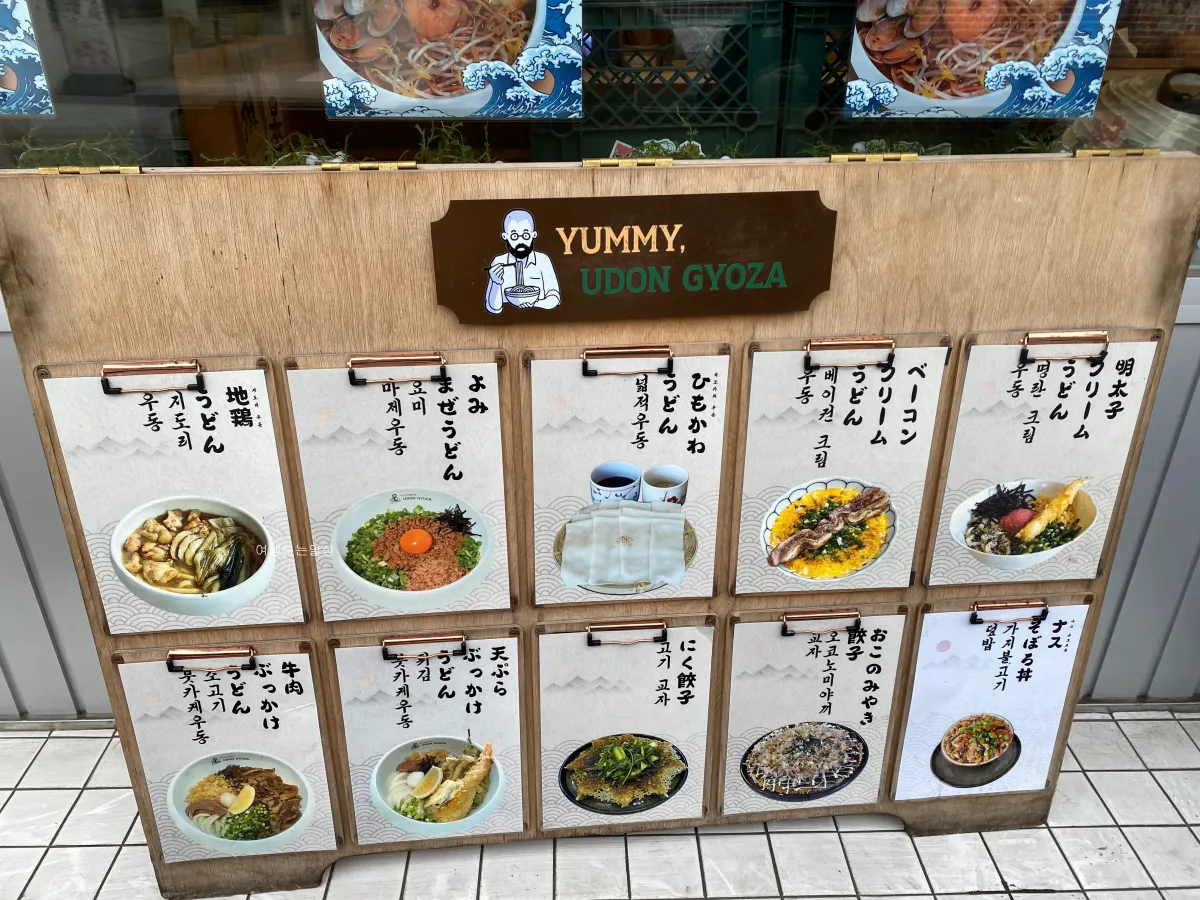 YUMMY,
UDON GYOZA
地鶏
うどん
지도리
우동
よみ
まぜうどん
요미
마제우동
ひもかわ
うどん
넓적우동
ベーコン
クリーム
うどん
베이컨 크림
우동
明太子
クリーム
うどん
명란 크림
우동
牛肉
ぶっかけ
うどん
쏘고기
붓카케우동
天ぷら
ぶっかけ
うどん
튀김
붓카케우동
にく餃子
고기 교자
おこのみやき
餃子
오코노미야끼
교자
ナス
そぼろ丼
가지불고기
덮밥
UDON GYOZA
UDON GYOZA